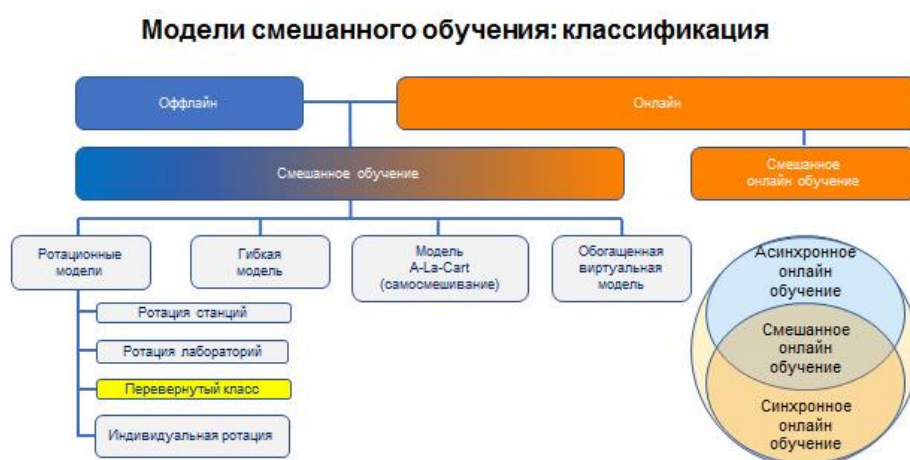 Модели смешанного обучения: классификация
Оффлайн
Онлайн
Смешанное обучение
Смешанное
онлайн обучение
Ротационные
модели
Гибкая
модель
Модель
A-La-Cart
(самосмешивание)
Обогащенная
виртуальная
модель
Ротация станций
Ротация лабораторий
Перевернутый класс
Индивидуальная ротация
Асинхронное
онлайн
обучение
Смешанное
онлайн
обучение
Синхронное
онлайн
обучение